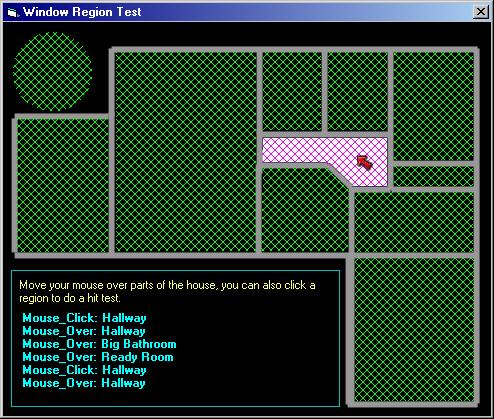 Window Region Test
Move your mouse over parts of the house, you can also click a
region to do a hit test.
Mouse_Click: Hallway
Mouse_Over: Hallway
Mouse_Over: Big Bathroom
Mouse_Over: Ready Room
Mouse_Click: Hallway
Mouse_Over: Hallway